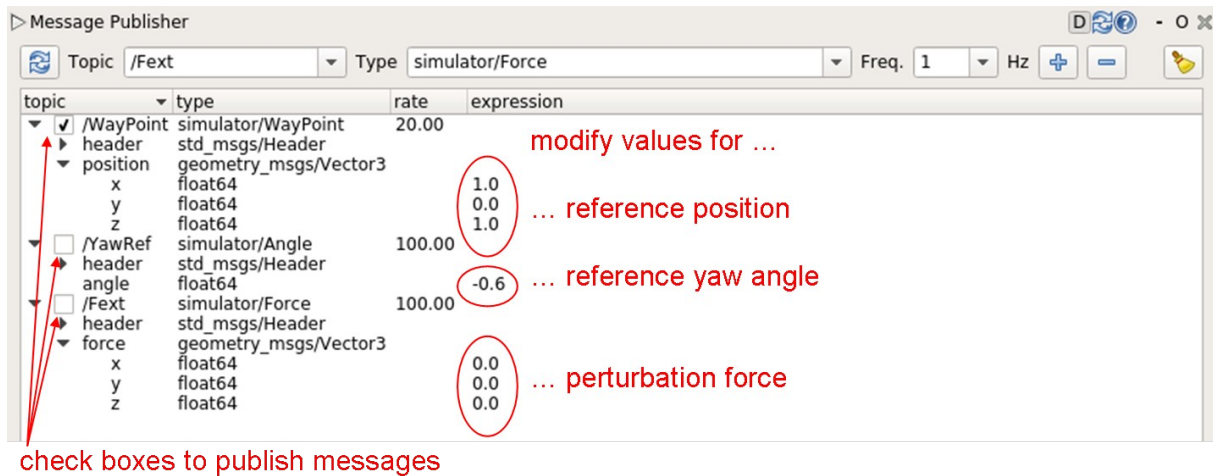 Message Publisher D - O
Topic /Fext Type simulator/Force Freq. 1 Hz
topic type rate expression
/WayPoint simulator/WayPoint 20.00
header std_msgs/Header
modify values for ...
position geometry_msgs/Vector3
x float64 1.0
y float64 0.0
... reference position
z float64 1.0
/YawRef simulator/Angle 100.00
header std_msgs/Header
... reference yaw angle
angle float64 -0.6
/Fext simulator/Force 100.00
header std_msgs/Header
force geometry_msgs/Vector3
x float64 0.0
y float64 0.0
... perturbation force
z float64 0.0
check boxes to publish messages